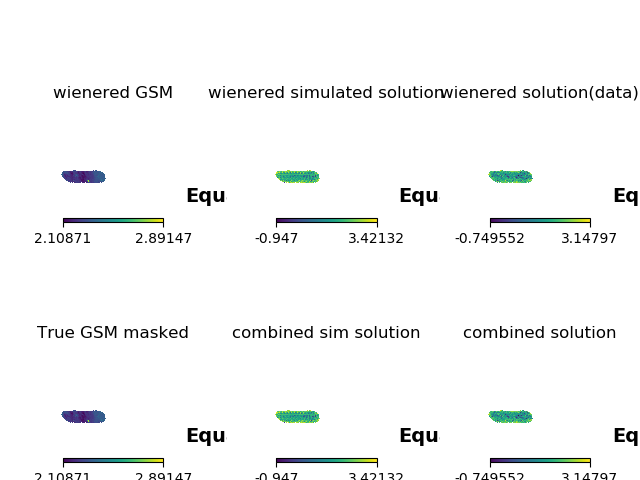 wienered GSM wienered simulated solution wienered solution(data)
Equ Equ Eq
2.10871 2.89147 -0.947 3.42132 -0.749552 3.14797
True GSM masked combined sim solution combined solution
Equ Equ Eq
2.10871 2.89147 -0.947 3.42132 -0.749552 3.14797